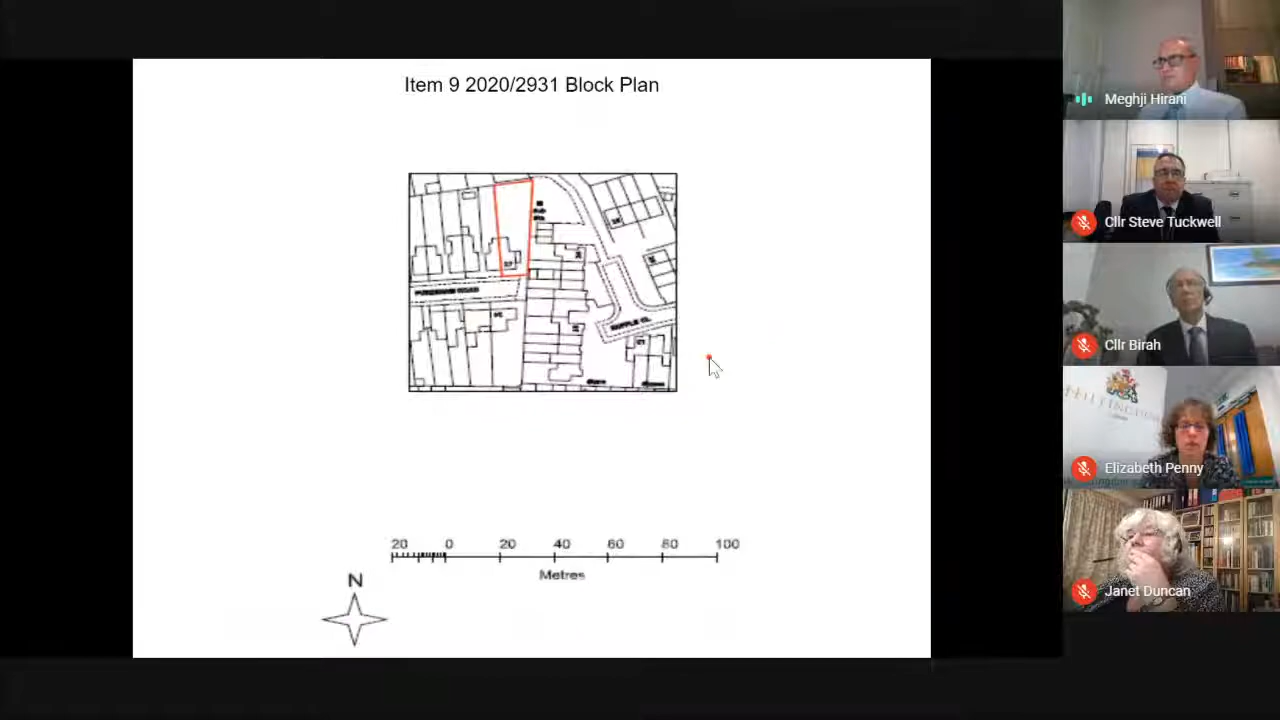 Item 9 2020/2931 Block Plan
20 0 20 40 60 80 100
Metres
N
Meghji Hirani
Cllr Steve Tuckwell
Cllr Birah
Elizabeth Penny
Janet Duncan